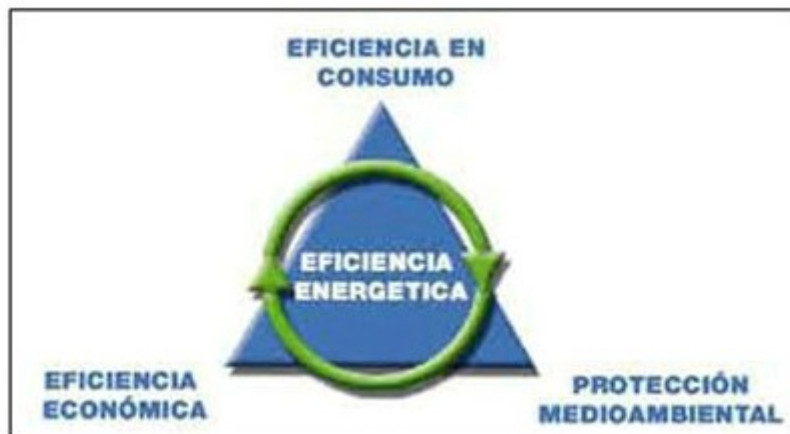 EFICIENCIA EN
CONSUMO
EFICIENCIA
ENERGETICA
EFICIENCIA
ECONÓMICA
PROTECCIÓN
MEDIOAMBIENTAL